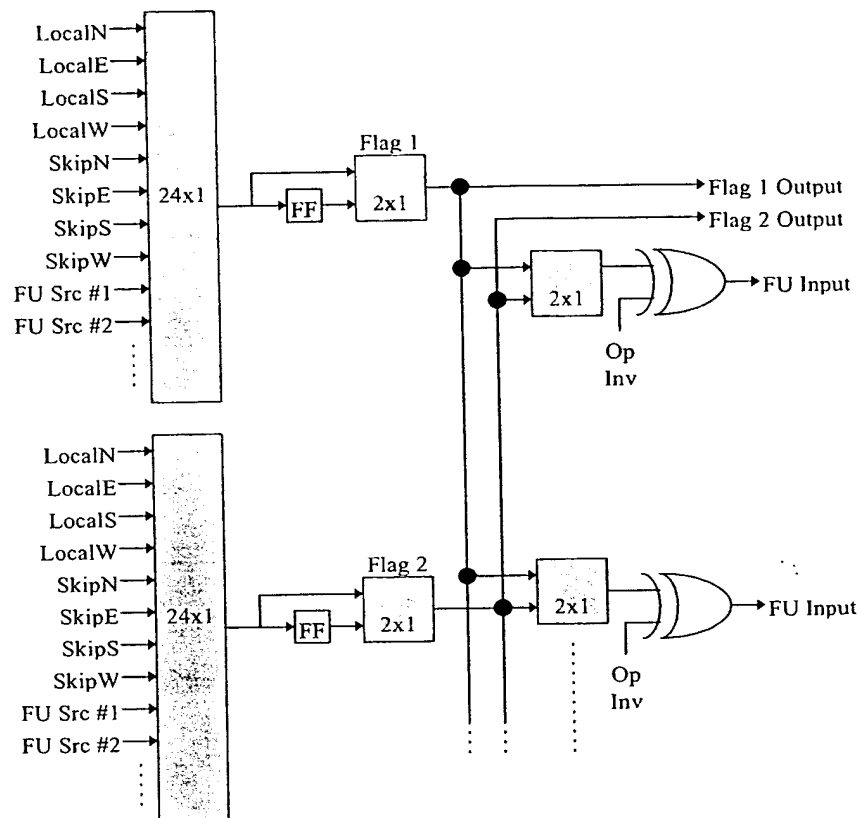 LocalN
LocalE
LocalS
LocalW
SkipN
SkipE
SkipS
SkipW
FU Src #1
FU Src #2
24x1
FF
Flag 1
2x1
Flag 1 Output
Flag 2 Output
2x1
FU Input
Op
Inv
LocalN
LocalE
LocalS
LocalW
SkipN
SkipE
SkipS
SkipW
FU Src #1
FU Src #2
24x1
FF
Flag 2
2x1
2x1
FU Input
Op
Inv